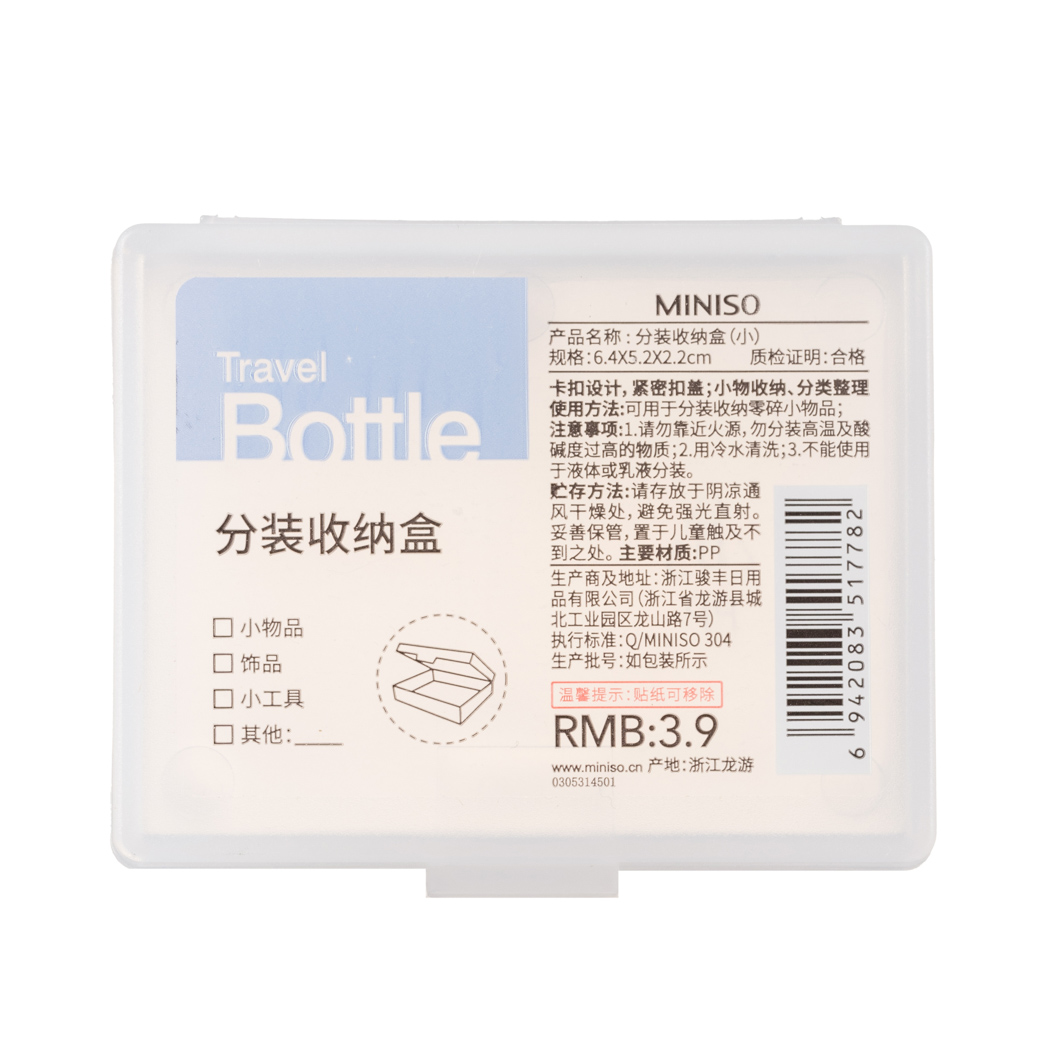 Travel
Bottle
分装收纳盒
□ 小物品
□ 饰品
□ 小工具
□ 其他：____
MINISO
产品名称：分装收纳盒（小）
规格：6.4X5.2X2.2cm 质检证明：合格
卡扣设计，紧密扣盖；小物收纳、分类整理
使用方法：可用于分装收纳零碎小物品；
注意事项：1.请勿靠近火源，勿分装高温及酸
碱度过高的物质；2.用冷水清洗；3.不能使用
于液体或乳液分装。
贮存方法：请存放于阴凉通
风干燥处，避免强光直射。
妥善保管，置于儿童触及不
到之处。主要材质：PP
生产商及地址：浙江骏丰日用
品有限公司（浙江省龙游县城
北工业园区龙山路7号）
执行标准：Q/MINISO 304
生产批号：如包装所示
温馨提示：贴纸可移除
RMB:3.9
www.miniso.cn 产地：浙江龙游
0305314501
6 942083 517782